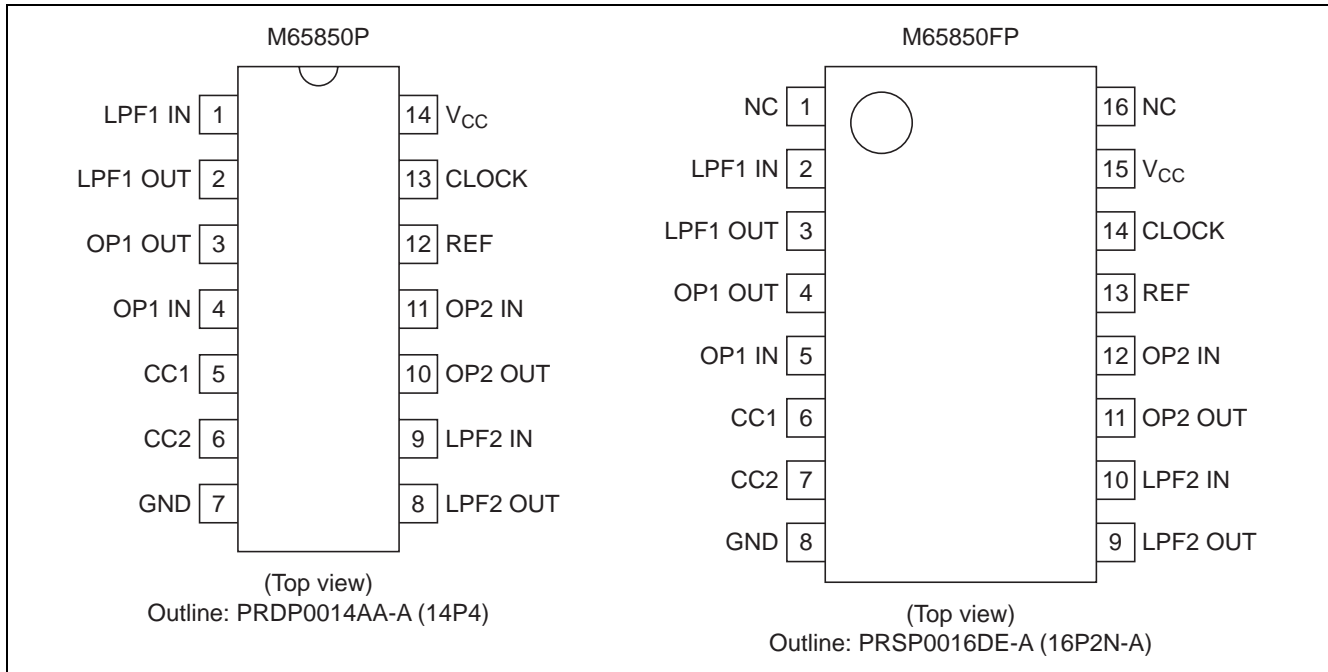 M65850P
LPF1 IN 1 14 VCC
LPF1 OUT 2 13 CLOCK
OP1 OUT 3 12 REF
OP1 IN 4 11 OP2 IN
CC1 5 10 OP2 OUT
CC2 6 9 LPF2 IN
GND 7 8 LPF2 OUT
(Top view)
Outline: PRDP0014AA-A (14P4)
M65850FP
NC 1 16 NC
LPF1 IN 2 15 VCC
LPF1 OUT 3 14 CLOCK
OP1 OUT 4 13 REF
OP1 IN 5 12 OP2 IN
CC1 6 11 OP2 OUT
CC2 7 10 LPF2 IN
GND 8 9 LPF2 OUT
(Top view)
Outline: PRSP0016DE-A (16P2N-A)